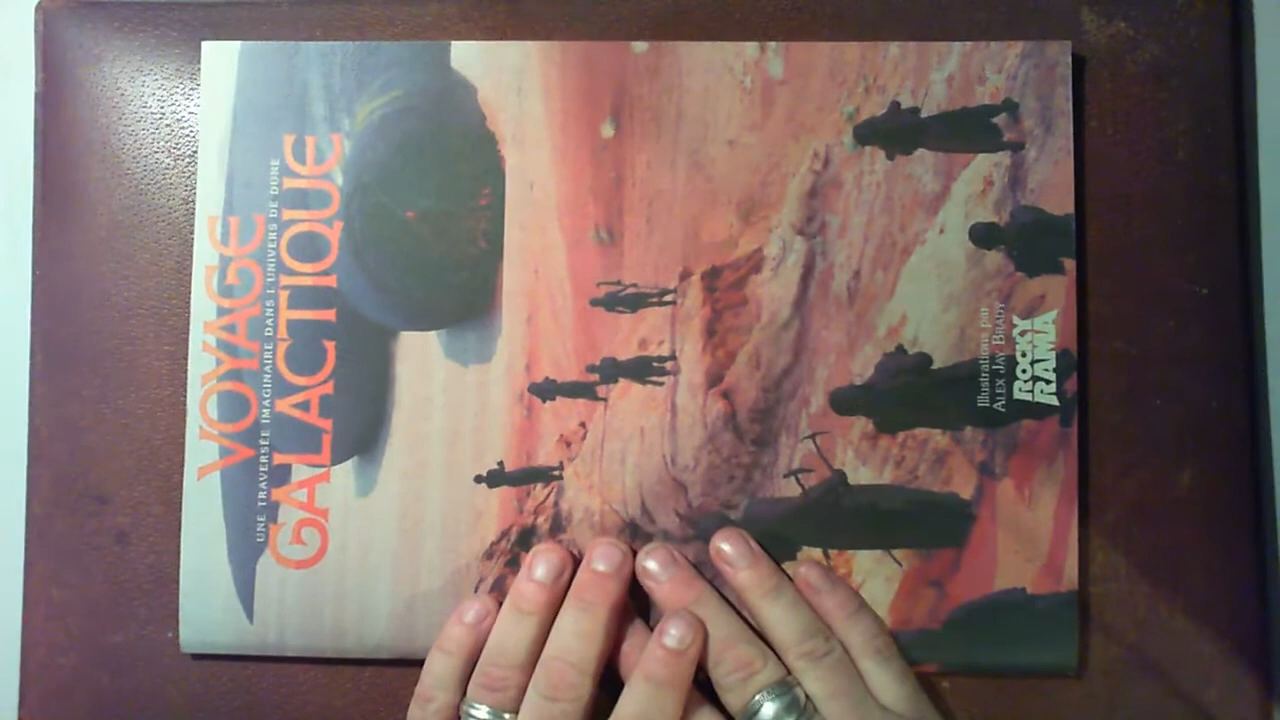 VOYAGE
UNE TRAVERSÉE IMAGINAIRE DANS L'UNIVERS DE DUNE
GALACTIQUE
Illustrations par
ALEX JAY BRADY
ROCKY
RAMA